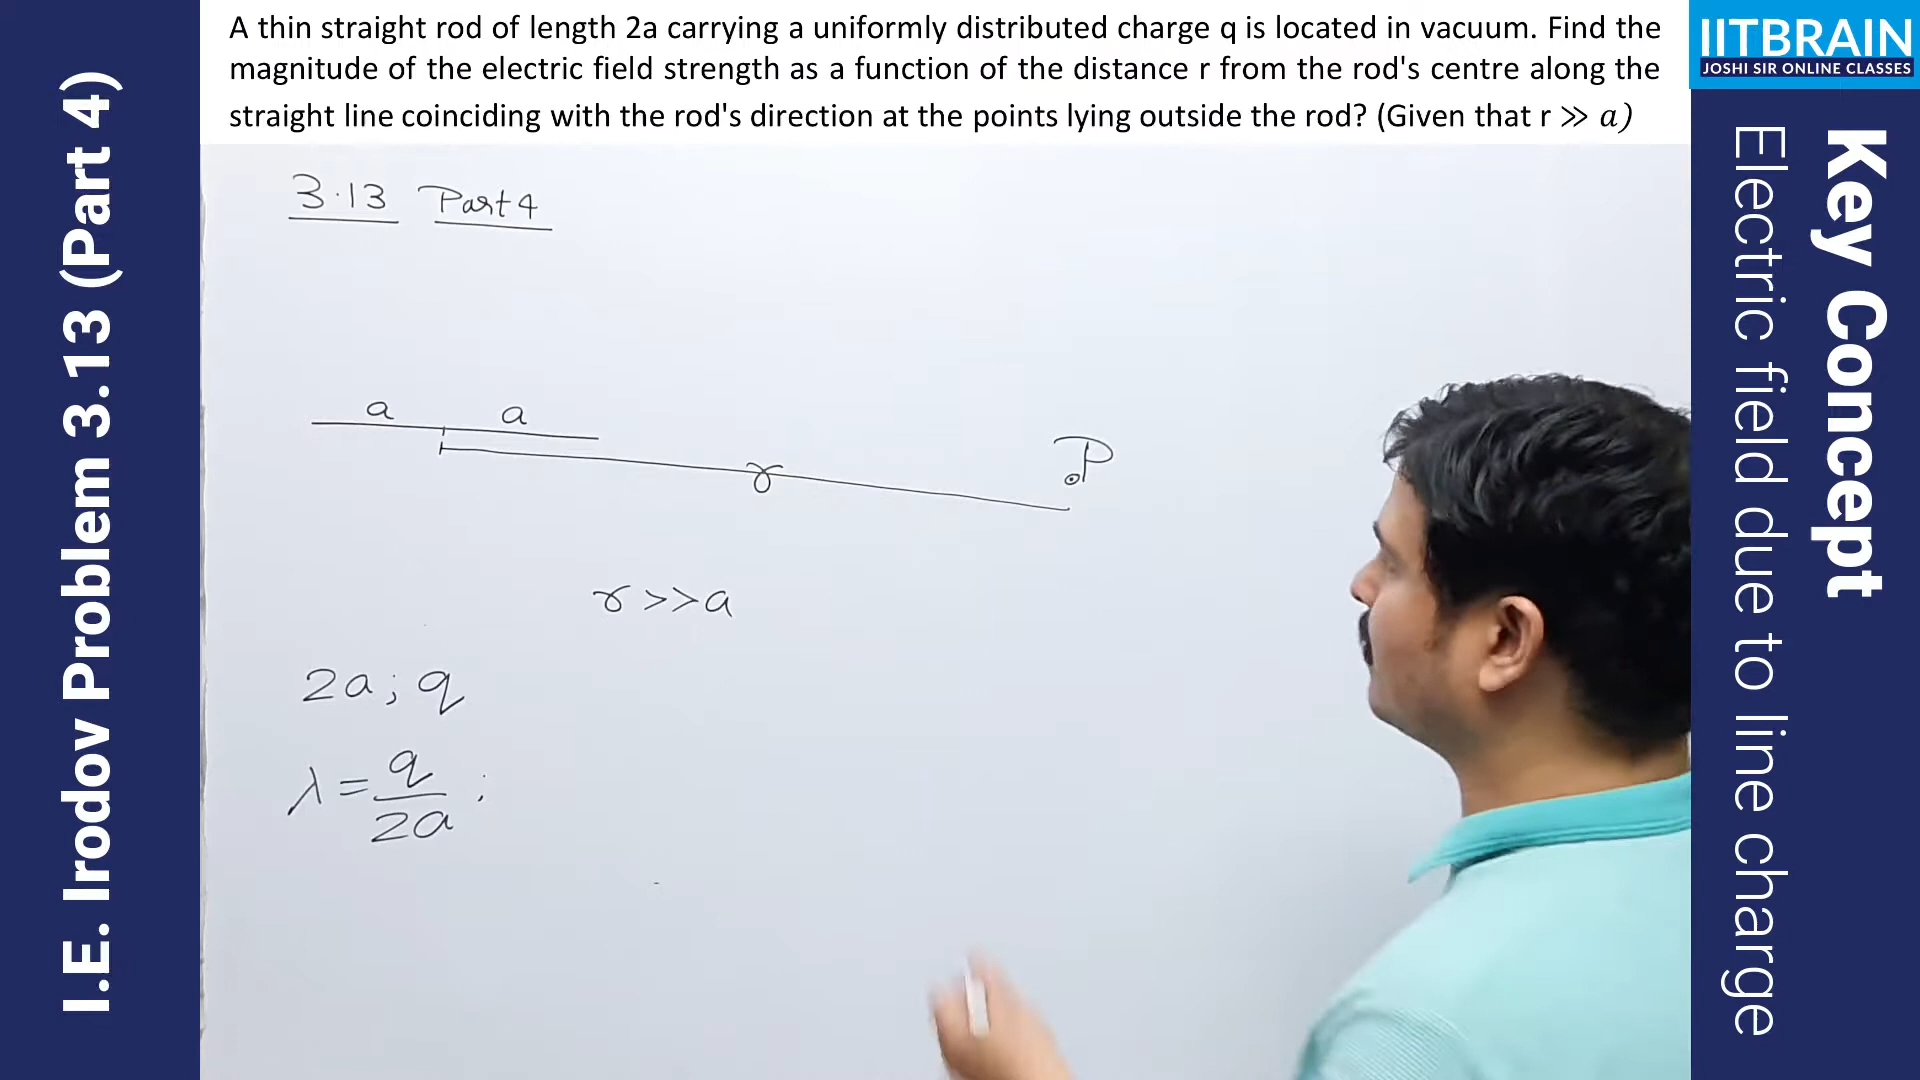 A thin straight rod of length 2a carrying a uniformly distributed charge q is located in vacuum. Find the
magnitude of the electric field strength as a function of the distance r from the rod's centre along the
straight line coinciding with the rod's direction at the points lying outside the rod? (Given that r ≫ a)
IITBRAIN
JOSHI SIR ONLINE CLASSES
I.E. Irodov Problem 3.13 (Part 4)
Key Concept
Electric field due to line charge
3.13 Part 4
a a
r P
r >> a
2a; q
λ = q/2a ;